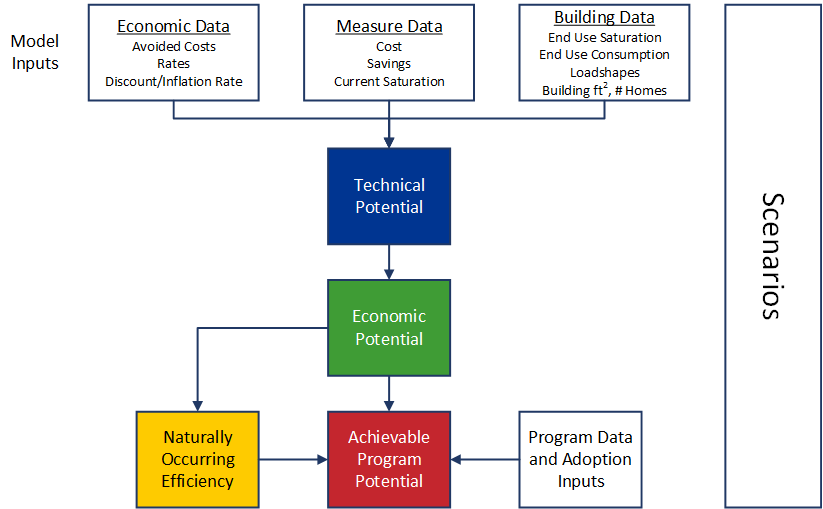 Model
Inputs
Economic Data
Avoided Costs
Rates
Discount/Inflation Rate
Measure Data
Cost
Savings
Current Saturation
Building Data
End Use Saturation
End Use Consumption
Loadshapes
Building ft², # Homes
Technical
Potential
Economic
Potential
Naturally
Occurring
Efficiency
Achievable
Program
Potential
Program Data
and Adoption
Inputs
Scenarios